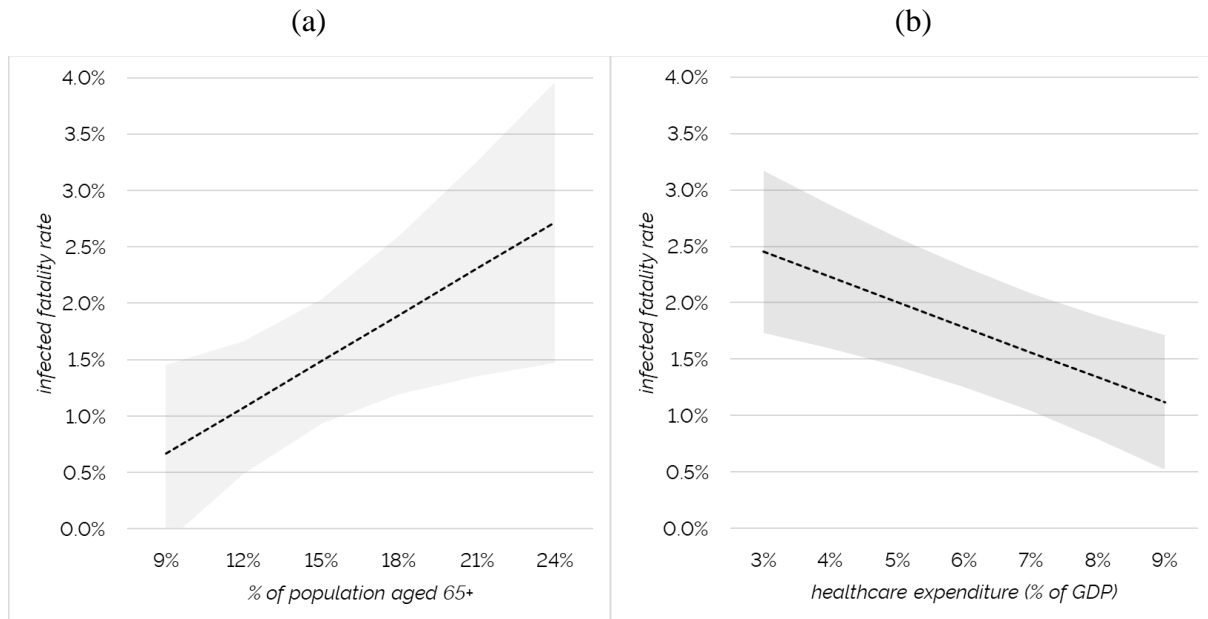 (a)
4.0%
3.5%
3.0%
2.5%
2.0%
1.5%
1.0%
0.5%
0.0%
infected fatality rate
9% 12% 15% 18% 21% 24%
% of population aged 65+
(b)
4.0%
3.5%
3.0%
2.5%
2.0%
1.5%
1.0%
0.5%
0.0%
infected fatality rate
3% 4% 5% 6% 7% 8% 9%
healthcare expenditure (% of GDP)